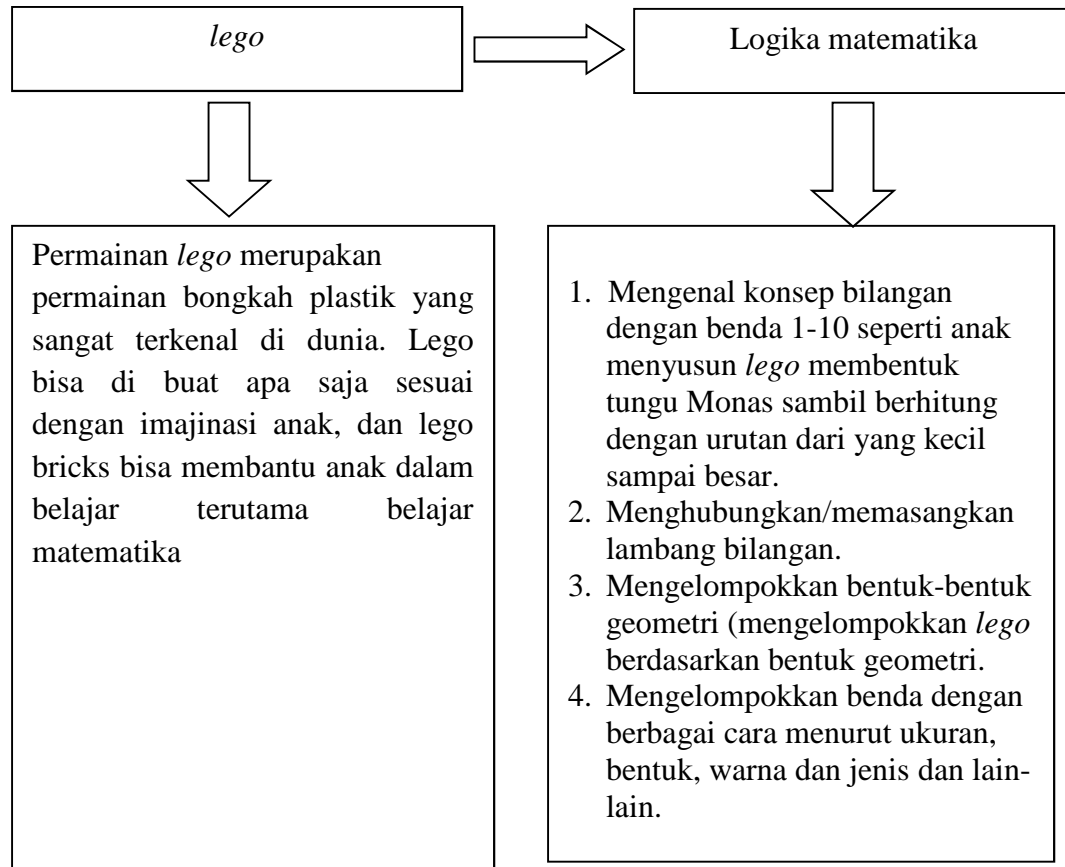 lego
Logika matematika
Permainan lego merupakan
permainan bongkah plastik yang
sangat terkenal di dunia. Lego
bisa di buat apa saja sesuai
dengan imajinasi anak, dan lego
bricks bisa membantu anak dalam
belajar terutama belajar
matematika
1. Mengenal konsep bilangan
dengan benda 1-10 seperti anak
menyusun lego membentuk
tungu Monas sambil berhitung
dengan urutan dari yang kecil
sampai besar.
2. Menghubungkan/memasangkan
lambang bilangan.
3. Mengelompokkan bentuk-bentuk
geometri (mengelompokkan lego
berdasarkan bentuk geometri.
4. Mengelompokkan benda dengan
berbagai cara menurut ukuran,
bentuk, warna dan jenis dan lain-
lain.